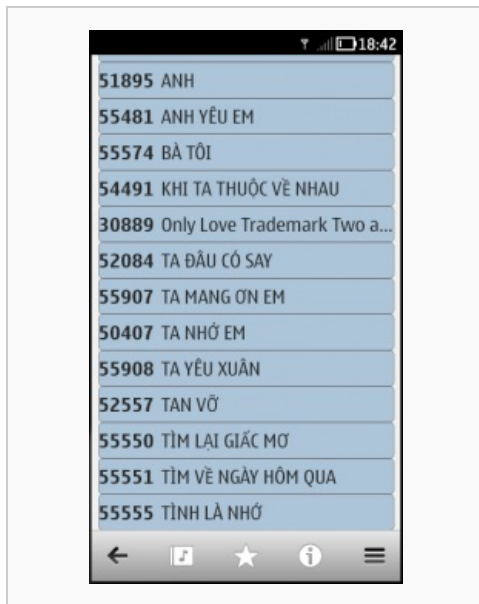 18:42
51895 ANH
55481 ANH YÊU EM
55574 BÀ TÔI
54491 KHI TA THUỘC VỀ NHAU
30889 Only Love Trademark Two a...
52084 TA ĐÂU CÓ SAY
55907 TA MANG ƠN EM
50407 TA NHỚ EM
55908 TA YÊU XUÂN
52557 TAN VỠ
55550 TÌM LẠI GIẤC MƠ
55551 TÌM VỀ NGÀY HÔM QUA
55555 TÌNH LÀ NHỚ